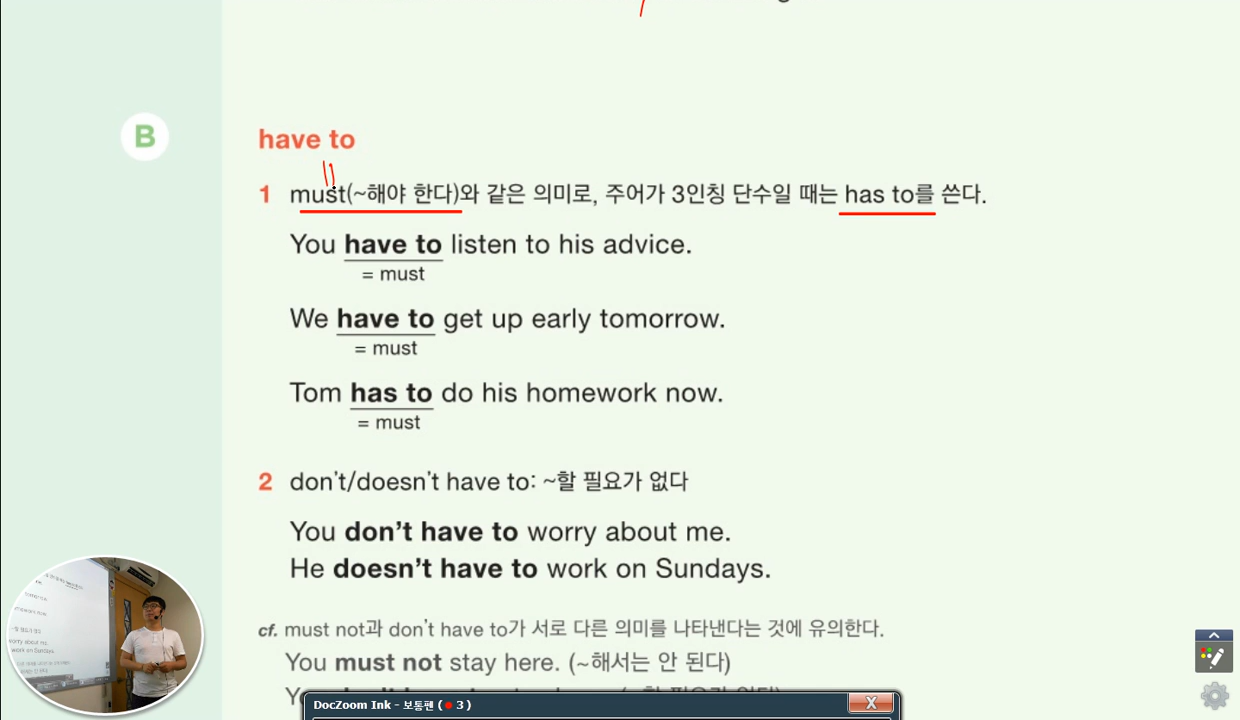 B
have to
1 must(~해야 한다)와 같은 의미로, 주어가 3인칭 단수일 때는 has to를 쓴다.
You have to listen to his advice.
= must
We have to get up early tomorrow.
= must
Tom has to do his homework now.
= must
2 don't/doesn't have to: ~할 필요가 없다
You don't have to worry about me.
He doesn't have to work on Sundays.
cf. must not과 don't have to가 서로 다른 의미를 나타낸다는 것에 유의한다.
You must not stay here. (~해서는 안 된다)
DocZoom Ink - 보통펜 ( 3 )
X